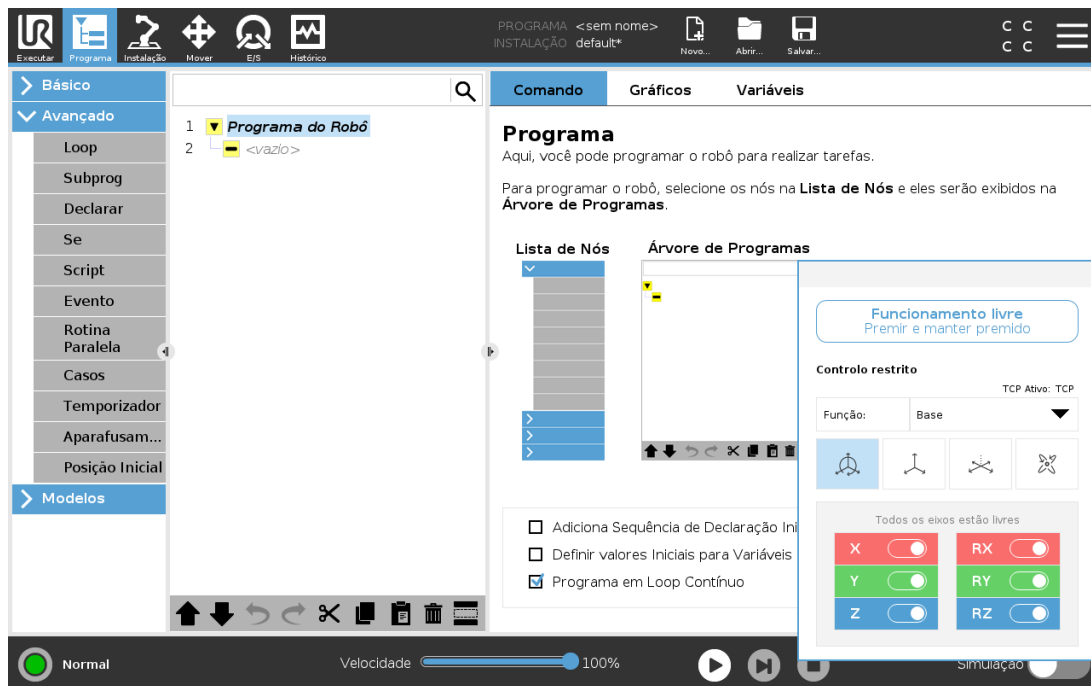 PROGRAMA <sem nome>
INSTALAÇÃO default*
Executar Programa Instalação Mover E/S Histórico Novo... Abrir... Salvar...
C C
C C
Básico
Avançado
Loop
Subprog
Declarar
Se
Script
Evento
Rotina
Paralela
Casos
Temporizador
Aparafusam...
Posição Inicial
Modelos
1 Programa do Robô
2 <vazio>
Comando Gráficos Variáveis
Programa
Aqui, você pode programar o robô para realizar tarefas.
Para programar o robô, selecione os nós na Lista de Nós e eles serão exibidos na
Árvore de Programas.
Lista de Nós Árvore de Programas
Adiciona Sequência de Declaração Ini
Definir valores Iniciais para Variáveis
Programa em Loop Contínuo
Funcionamento livre
Premir e manter premido
Controlo restrito
TCP Ativo: TCP
Função: Base
Todos os eixos estão livres
X RX
Y RY
Z RZ
Normal
Velocidade 100%
Simulação